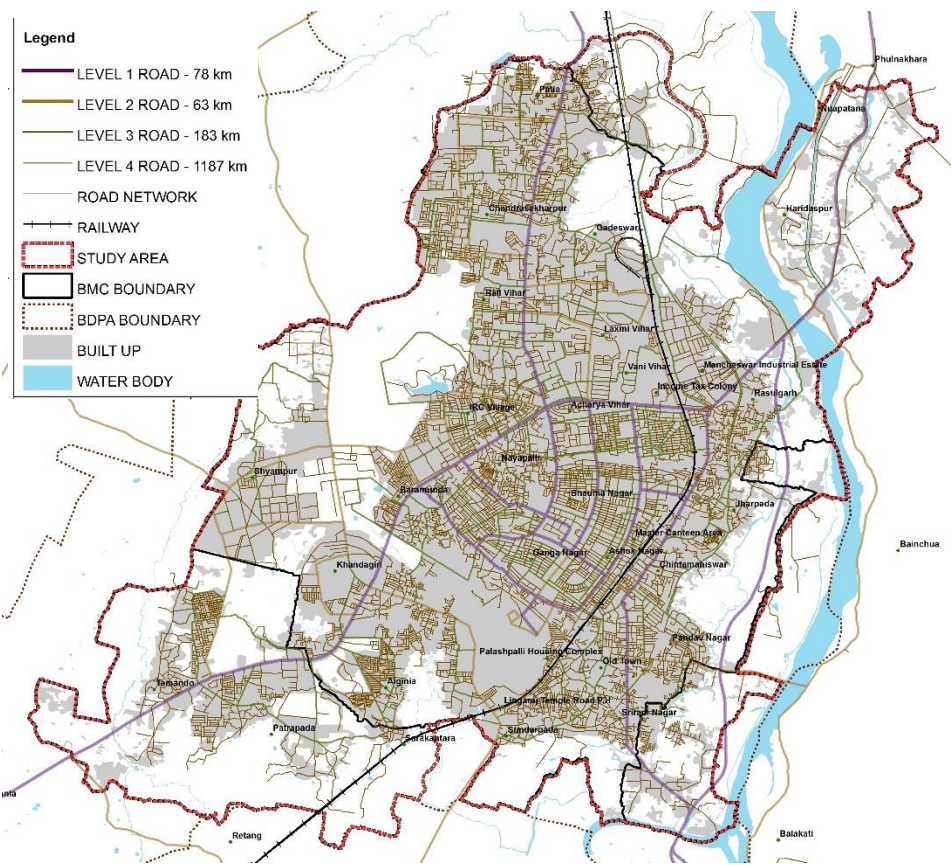 Legend
LEVEL 1 ROAD - 78 km
LEVEL 2 ROAD - 63 km
LEVEL 3 ROAD - 183 km
LEVEL 4 ROAD - 1187 km
ROAD NETWORK
RAILWAY
STUDY AREA
BMC BOUNDARY
BDPA BOUNDARY
BUILT UP
WATER BODY
Phulnakhara
Patia
Nuapatana
Chandrasekharpur
Haridaspur
Gadeswar
Rail Vihar
Laxmi Vihar
Vani Vihar
Mancheswar Industrial Estate
Income Tax Colony
Rasulgarh
IRC Village
Acharya Vihar
Nayapalli
Shyampur
Baramunda
Bhauma Nagar
Jharpada
Master Canteen Area
Bainchua
Ganga Nagar
Ashok Nagar
Khandagiri
Chintamaniswar
Pandav Nagar
Palashpalli Housing Complex
Old Town
Tamando
Aiginia
Lingaraj Temple Road P.H
Sriram Nagar
Patrapada
Sundarpada
Sarakantara
Retang
Balakati